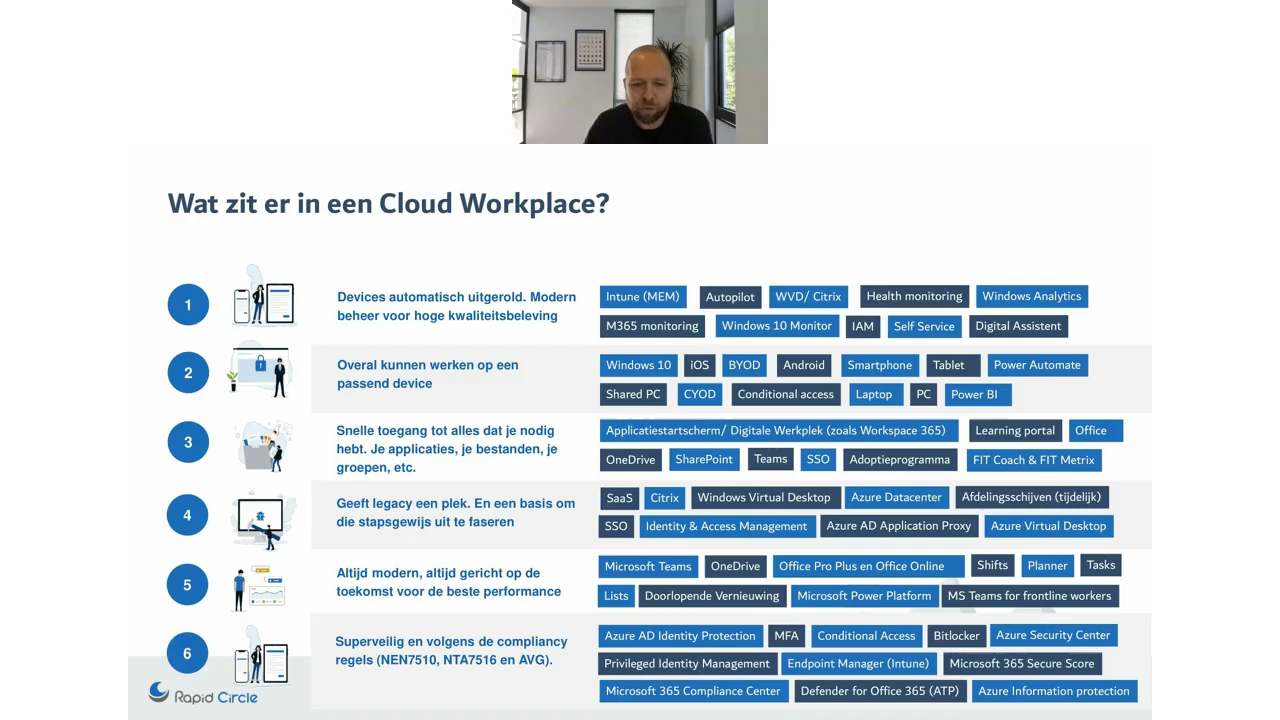 Wat zit er in een Cloud Workplace?
1
Devices automatisch uitgerold. Modern
beheer voor hoge kwaliteitsbeleving
Intune (MEM) Autopilot WVD/ Citrix Health monitoring Windows Analytics
M365 monitoring Windows 10 Monitor IAM Self Service Digital Assistent
2
Overal kunnen werken op een
passend device
Windows 10 iOS BYOD Android Smartphone Tablet Power Automate
Shared PC CYOD Conditional access Laptop PC Power BI
3
Snelle toegang tot alles dat je nodig
hebt. Je applicaties, je bestanden, je
groepen, etc.
Applicatiestartscherm/ Digitale Werkplek (zoals Workspace 365) Learning portal Office
OneDrive SharePoint Teams SSO Adoptieprogramma FIT Coach & FIT Metrix
4
Geeft legacy een plek. En een basis om
die stapsgewijs uit te faseren
SaaS Citrix Windows Virtual Desktop Azure Datacenter Afdelingsschijven (tijdelijk)
SSO Identity & Access Management Azure AD Application Proxy Azure Virtual Desktop
5
Altijd modern, altijd gericht op de
toekomst voor de beste performance
Microsoft Teams OneDrive Office Pro Plus en Office Online Shifts Planner Tasks
Lists Doorlopende Vernieuwing Microsoft Power Platform MS Teams for frontline workers
6
Superveilig en volgens de compliancy
regels (NEN7510, NTA7516 en AVG).
Azure AD Identity Protection MFA Conditional Access Bitlocker Azure Security Center
Privileged Identity Management Endpoint Manager (Intune) Microsoft 365 Secure Score
Microsoft 365 Compliance Center Defender for Office 365 (ATP) Azure Information protection
Rapid Circle